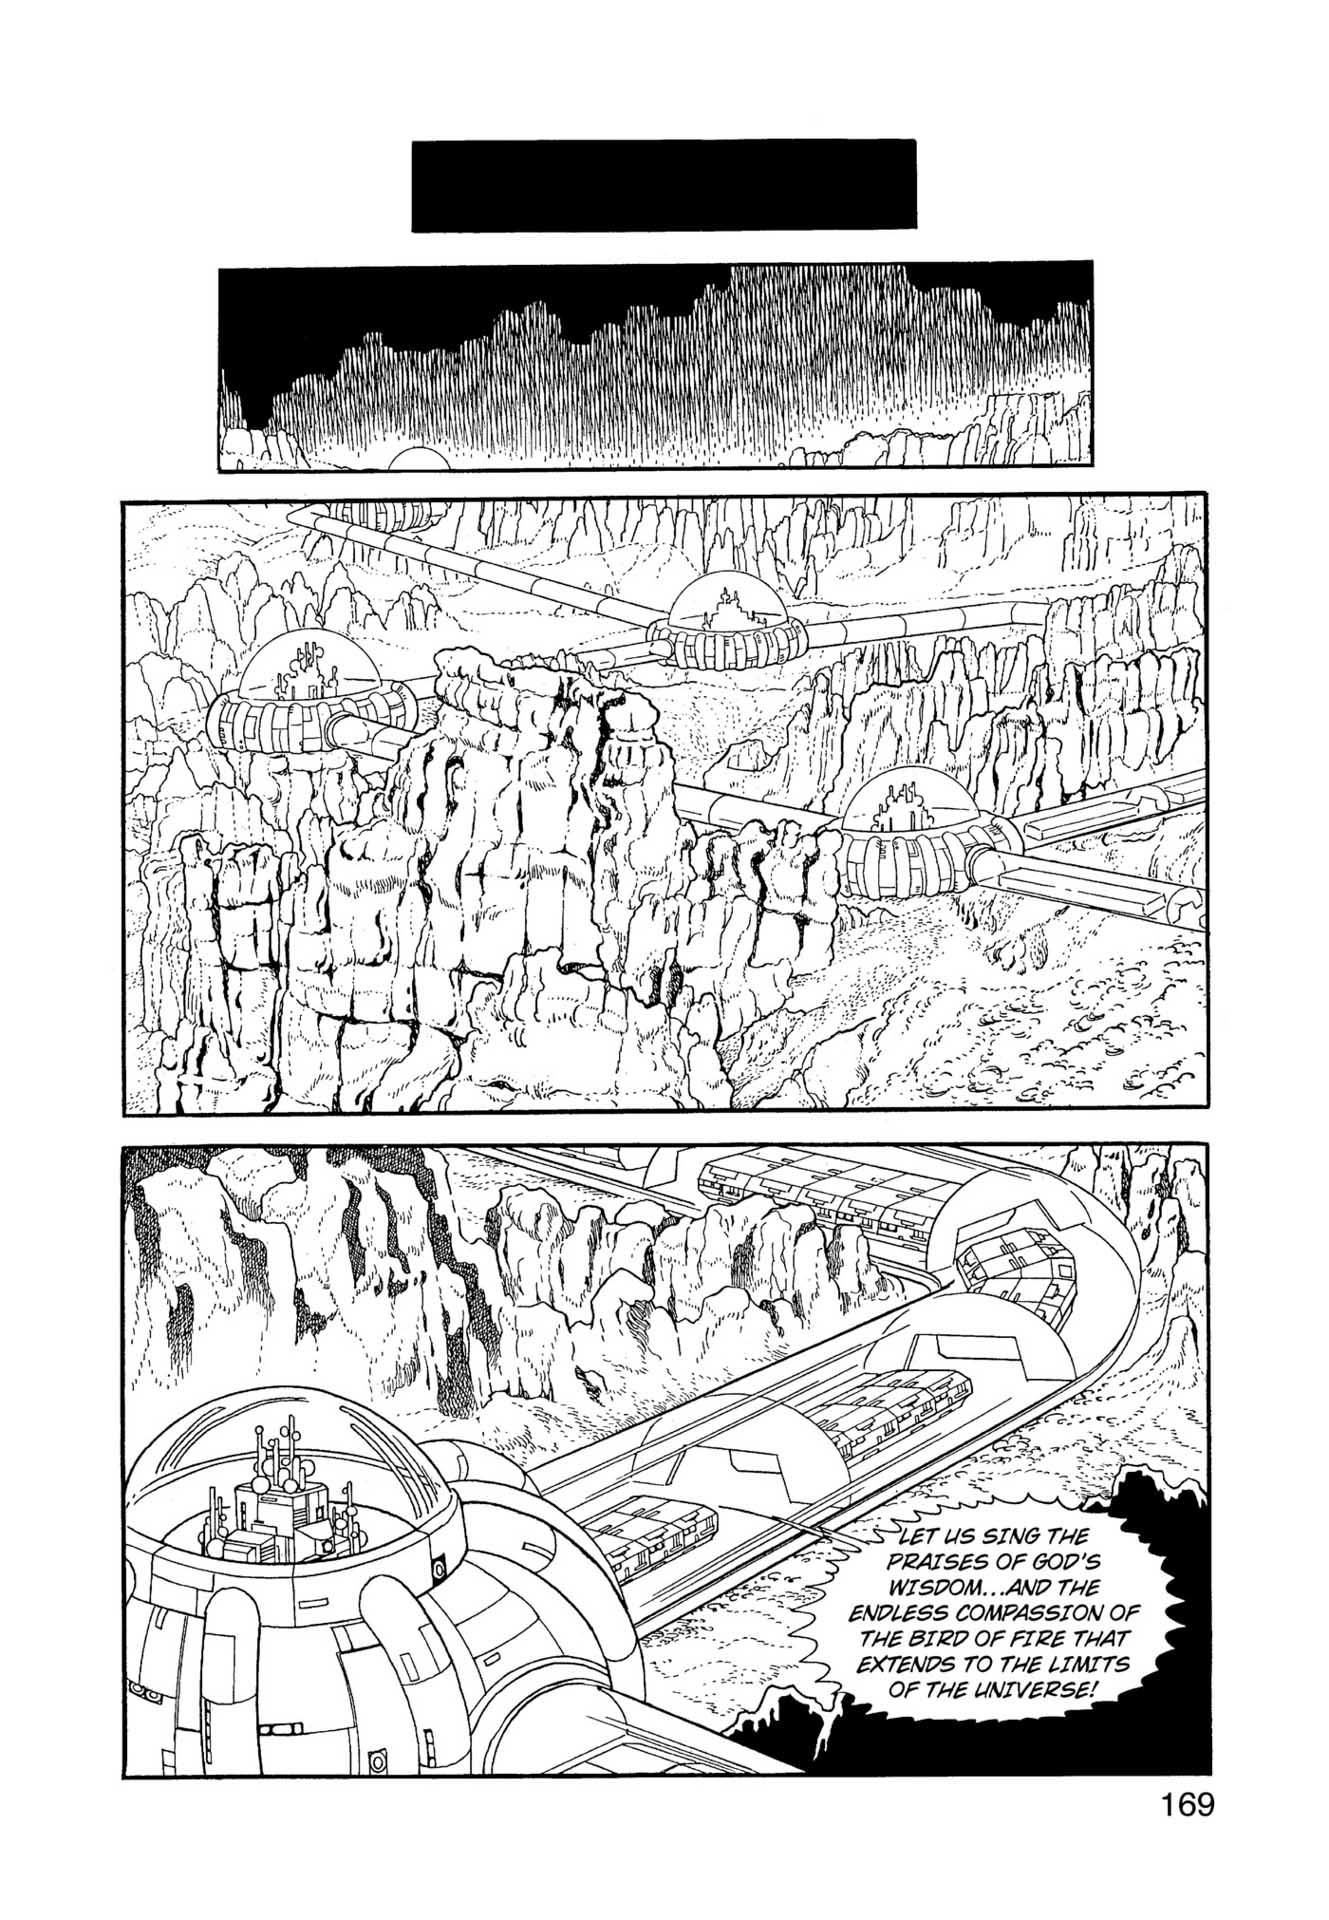 LET US SING THE
PRAISES OF GOD'S
WISDOM...AND THE
ENDLESS COMPASSION OF
THE BIRD OF FIRE THAT
EXTENDS TO THE LIMITS
OF THE UNIVERSE!
169